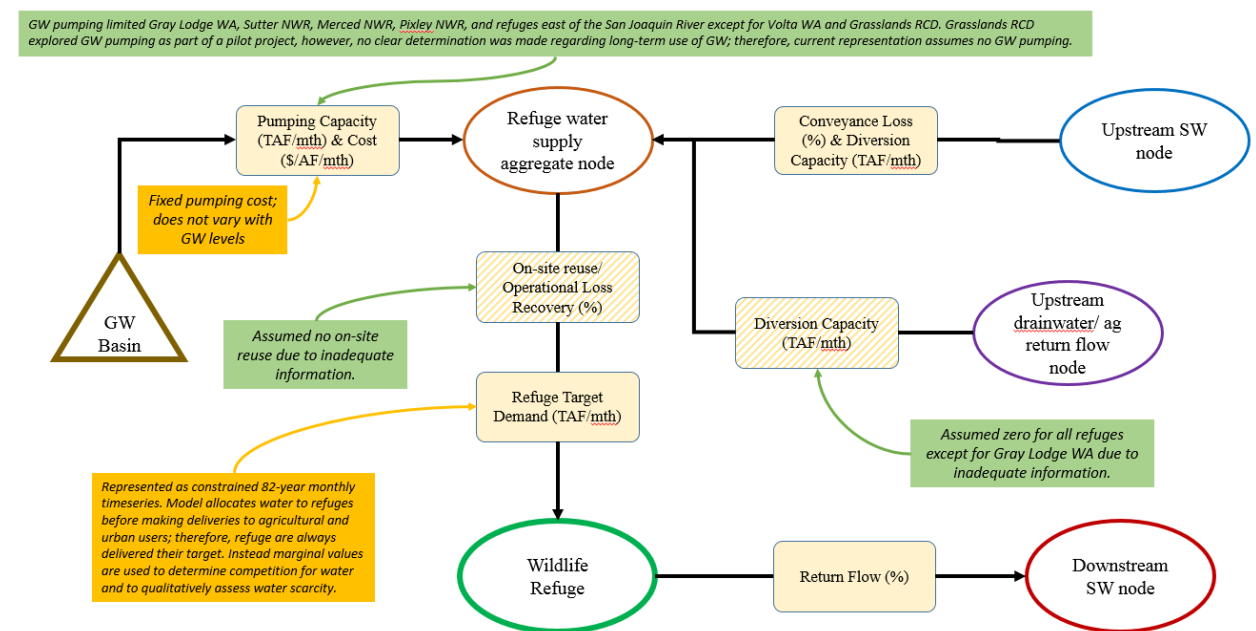 GW pumping limited Gray Lodge WA, Sutter NWR, Merced NWR, Pixley NWR, and refuges east of the San Joaquin River except for Volta WA and Grasslands RCD. Grasslands RCD
explored GW pumping as part of a pilot project, however, no clear determination was made regarding long-term use of GW; therefore, current representation assumes no GW pumping.
Pumping Capacity
(TAF/mth) & Cost
($/AF/mth)
Refuge water
supply
aggregate node
Conveyance Loss
(%) & Diversion
Capacity (TAF/mth)
Upstream SW
node
Fixed pumping cost;
does not vary with
GW levels
GW
Basin
On-site reuse/
Operational Loss
Recovery (%)
Assumed no on-site
reuse due to inadequate
information.
Diversion Capacity
(TAF/mth)
Upstream
drainwater/ ag
return flow
node
Refuge Target
Demand (TAF/mth)
Assumed zero for all refuges
except for Gray Lodge WA due to
inadequate information.
Represented as constrained 82-year monthly
timeseries. Model allocates water to refuges
before making deliveries to agricultural and
urban users; therefore, refuge are always
delivered their target. Instead marginal values
are used to determine competition for water
and to qualitatively assess water scarcity.
Wildlife
Refuge
Return Flow (%)
Downstream
SW node